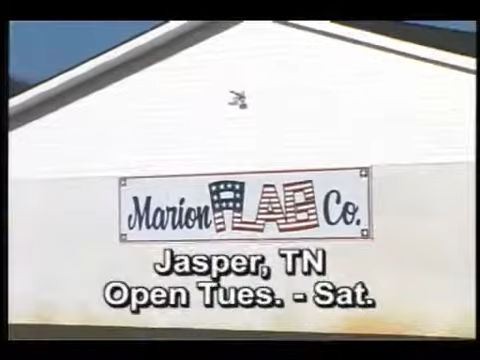 Marion FLAG Co.
Jasper, TN
Open Tues. - Sat.